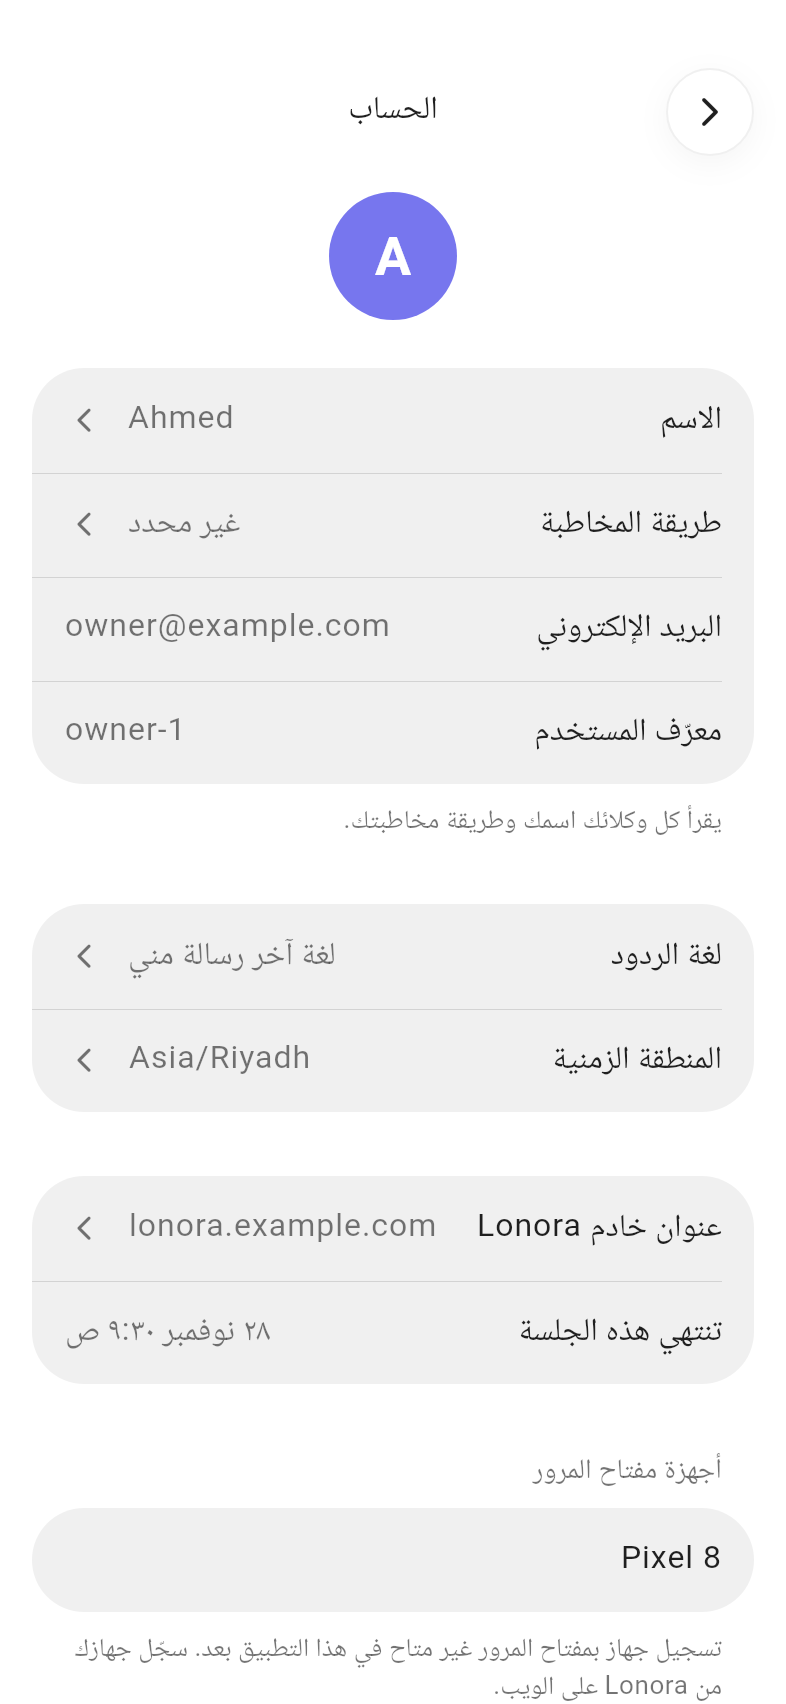 الحساب
A
الاسم Ahmed
طريقة المخاطبة غير محدد
البريد الإلكتروني owner@example.com
معرّف المستخدم owner-1
يقرأ كل وكلائك اسمك وطريقة مخاطبتك.
لغة الردود لغة آخر رسالة مني
المنطقة الزمنية Asia/Riyadh
عنوان خادم Lonora lonora.example.com
تنتهي هذه الجلسة ٢٨ نوفمبر ٩:٣٠ ص
أجهزة مفتاح المرور
Pixel 8
تسجيل جهاز بمفتاح المرور غير متاح في هذا التطبيق بعد. سجّل جهازك
من Lonora على الويب.